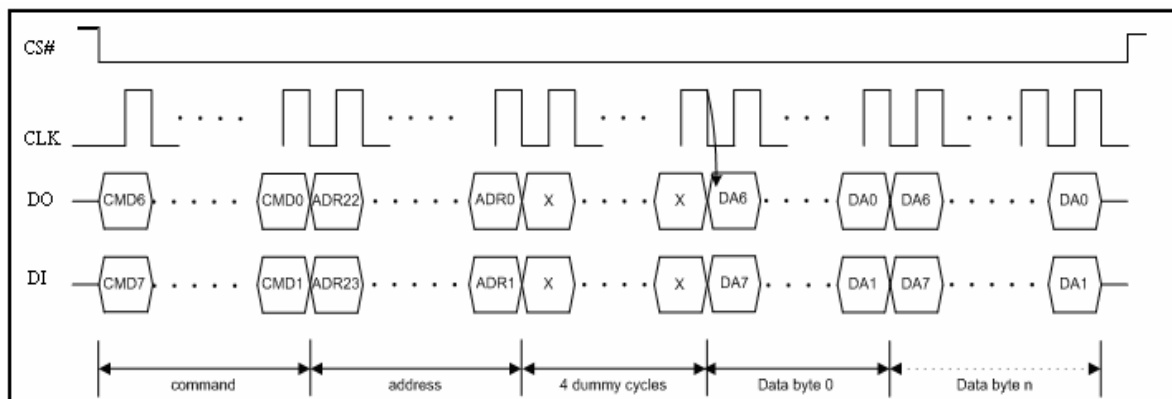 CS#
CLK
DO CMD6 CMD0 ADR22 ADR0 X X DA6 DA0 DA6 DA0
DI CMD7 CMD1 ADR23 ADR1 X X DA7 DA1 DA7 DA1
command address 4 dummy cycles Data byte 0 Data byte n